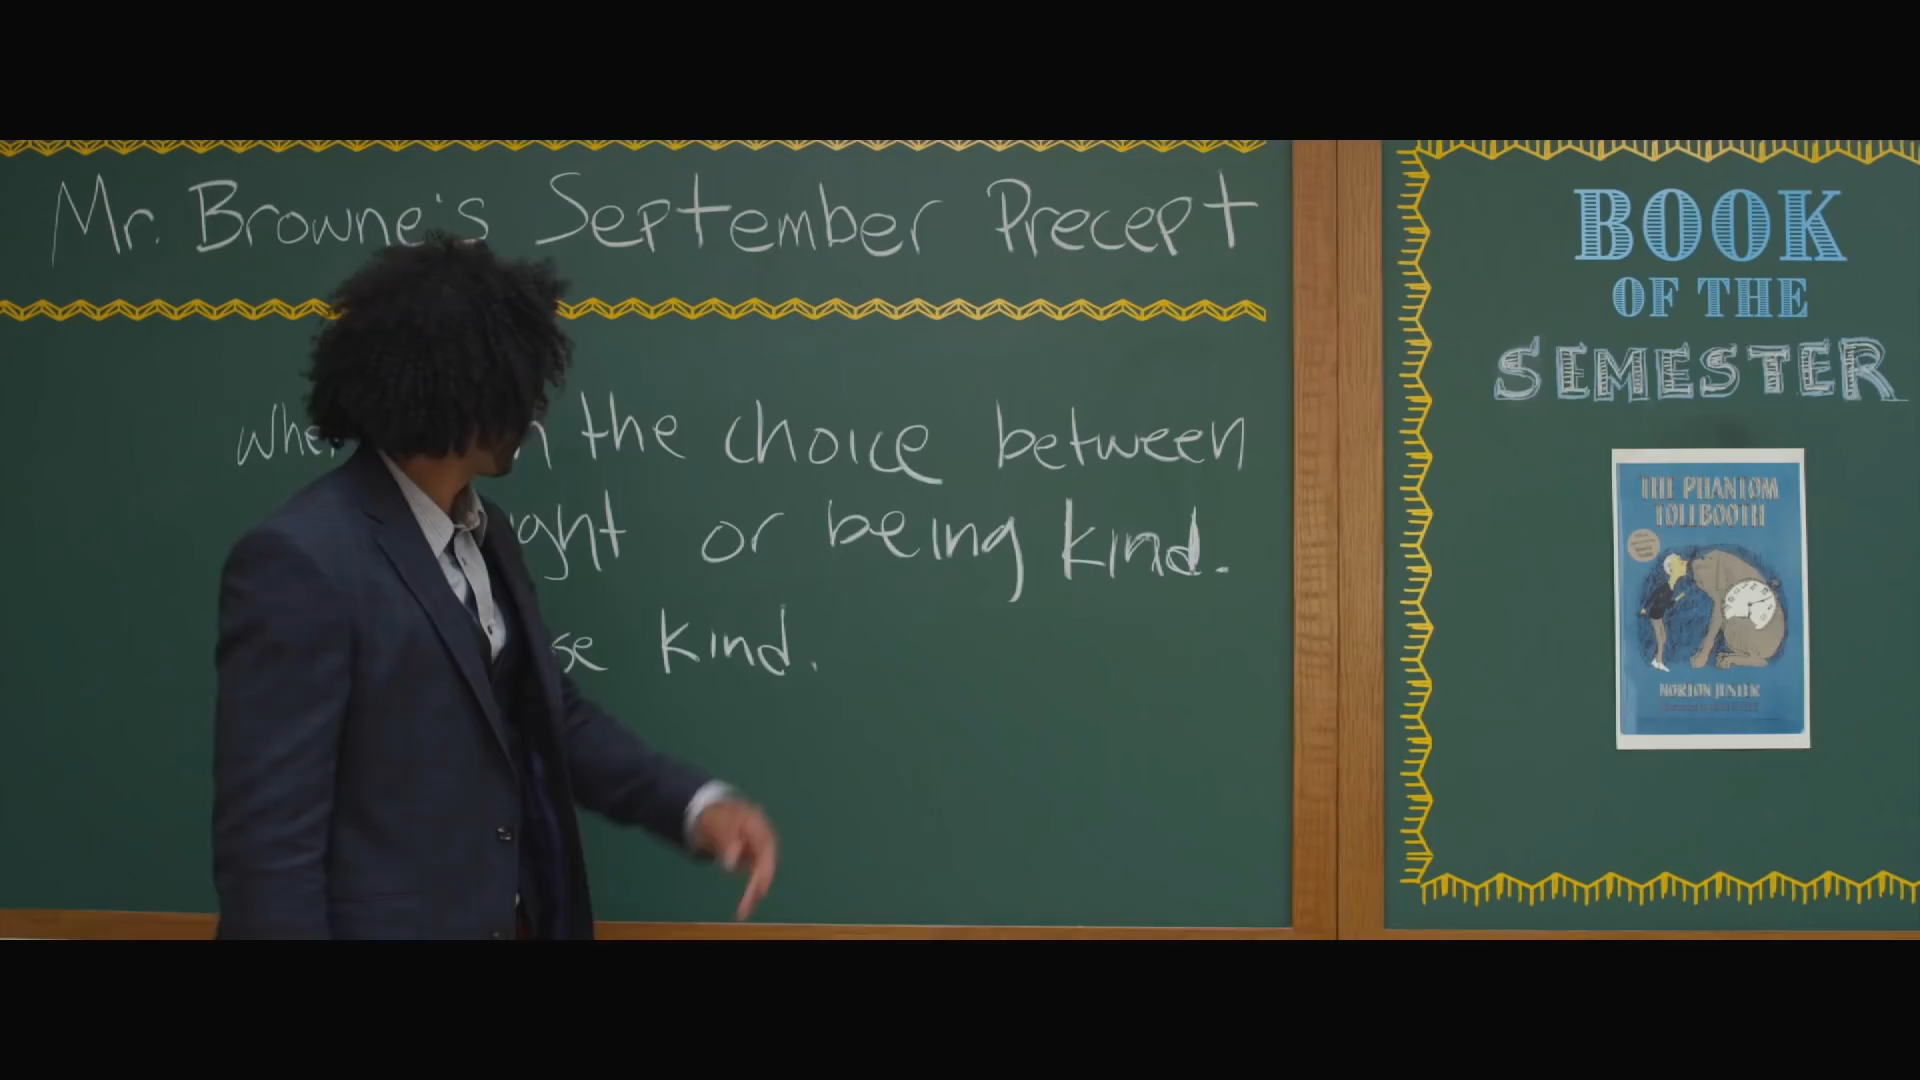 Mr. Browne's September Precept
when the choice between
or being kind.
kind.
BOOK
OF THE
SEMESTER
THE PHANTOM
TOLLBOOTH
NORTON JUSTER